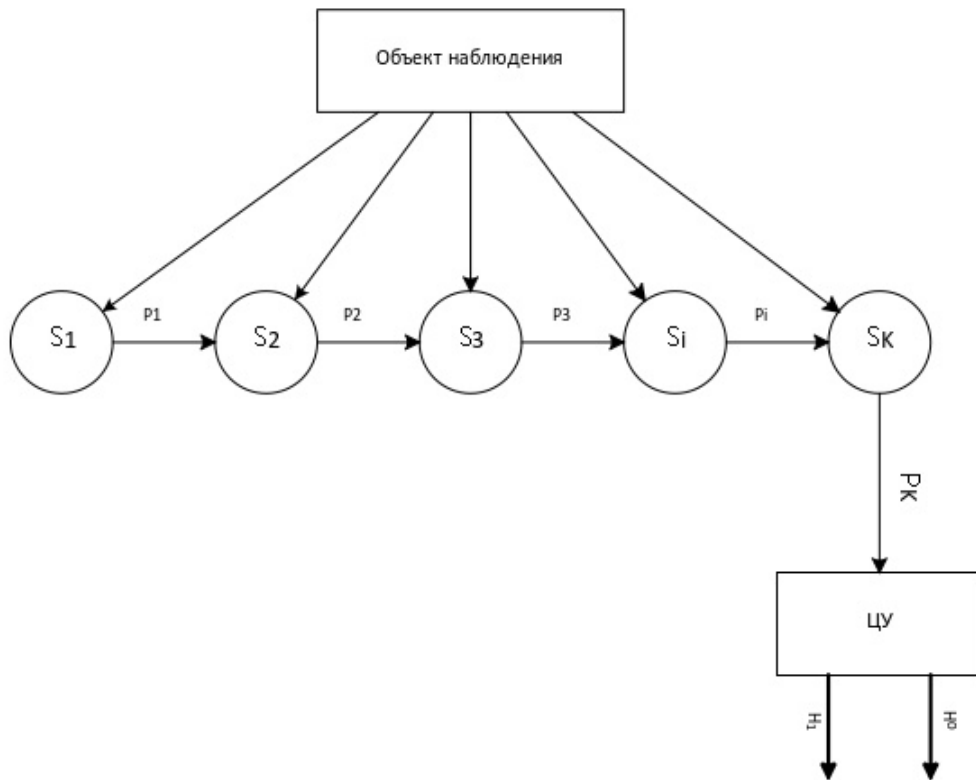 Объект наблюдения
P1
P2
P3
Pi
S1
S2
S3
Si
SK
PK
ЦУ
H1
H0